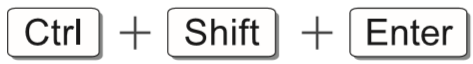 Ctrl + Shift + Enter